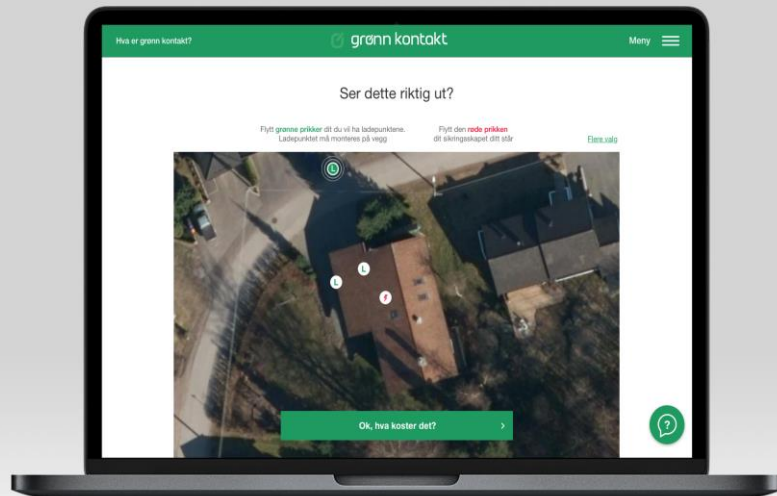 Hva er grønn kontakt?
grønn kontakt
Meny
Ser dette riktig ut?
Flytt grønne prikker dit du vil ha ladepunktene.
Ladepunktet må monteres på vegg
Flytt den røde prikken
dit sikringsskapet ditt står
Flere valg
L
L
L
Ok, hva koster det?
?